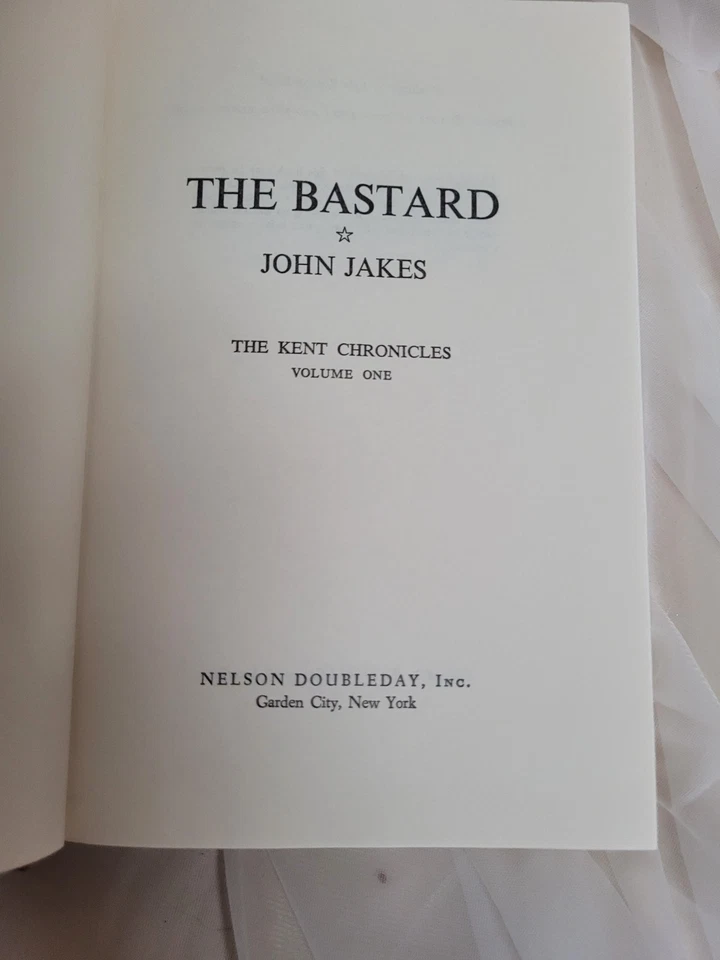 THE BASTARD
☆
JOHN JAKES
THE KENT CHRONICLES
VOLUME ONE
NELSON DOUBLEDAY, INC.
Garden City, New York